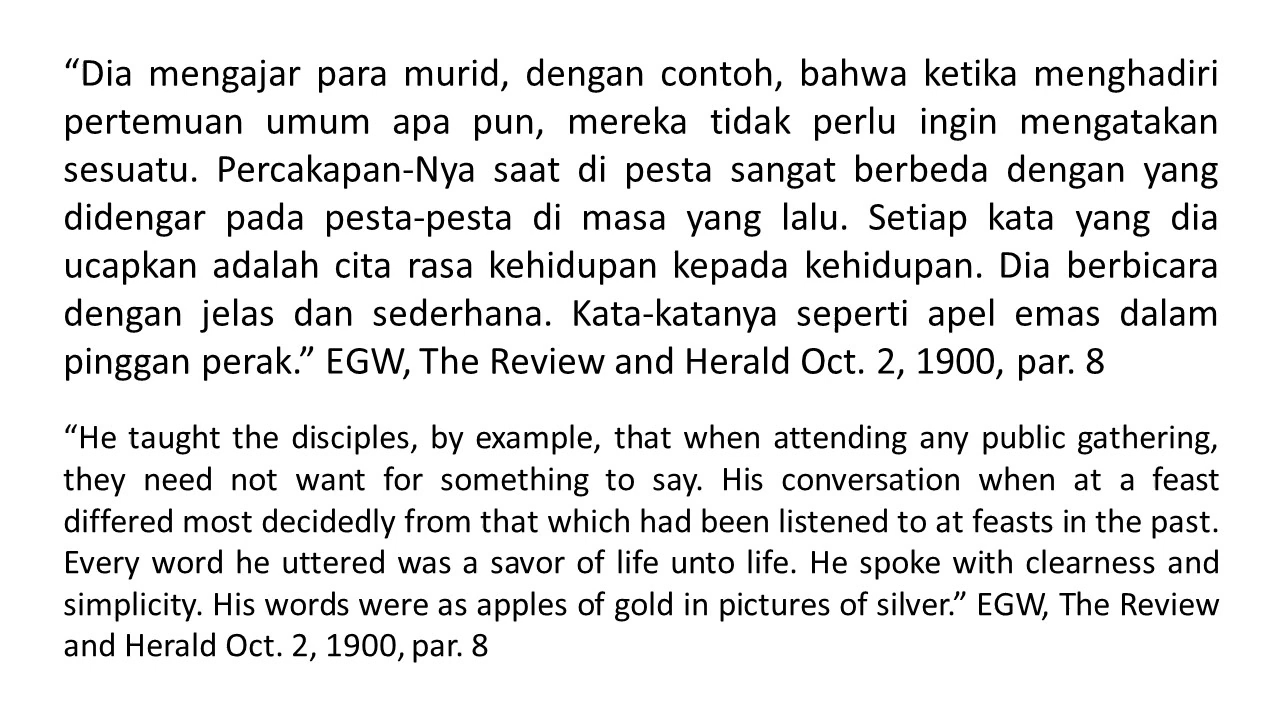 “Dia mengajar para murid, dengan contoh, bahwa ketika menghadiri
pertemuan umum apa pun, mereka tidak perlu ingin mengatakan
sesuatu. Percakapan-Nya saat di pesta sangat berbeda dengan yang
didengar pada pesta-pesta di masa yang lalu. Setiap kata yang dia
ucapkan adalah cita rasa kehidupan kepada kehidupan. Dia berbicara
dengan jelas dan sederhana. Kata-katanya seperti apel emas dalam
pinggan perak.” EGW, The Review and Herald Oct. 2, 1900, par. 8
“He taught the disciples, by example, that when attending any public gathering,
they need not want for something to say. His conversation when at a feast
differed most decidedly from that which had been listened to at feasts in the past.
Every word he uttered was a savor of life unto life. He spoke with clearness and
simplicity. His words were as apples of gold in pictures of silver.” EGW, The Review
and Herald Oct. 2, 1900, par. 8